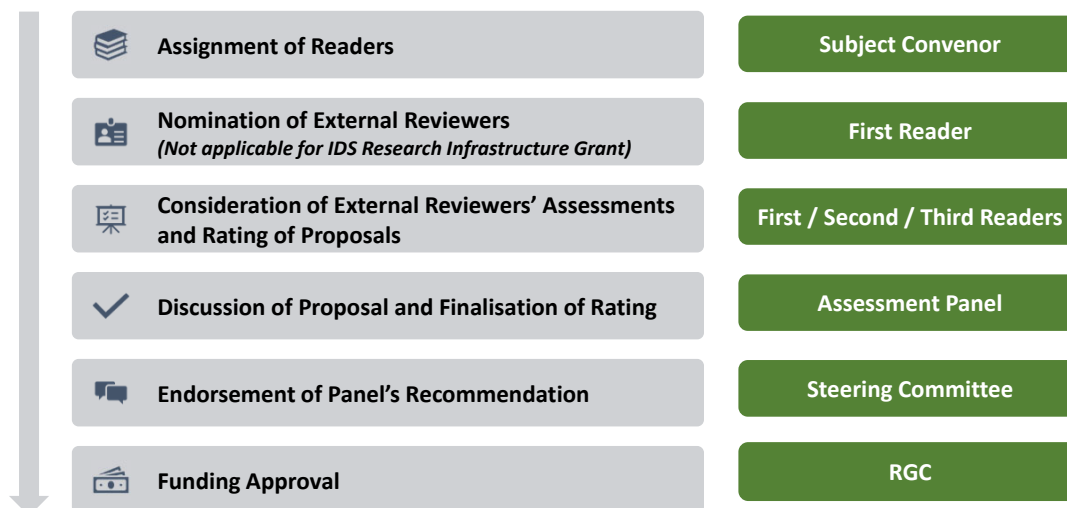 Assignment of Readers
Subject Convenor
Nomination of External Reviewers
(Not applicable for IDS Research Infrastructure Grant)
First Reader
Consideration of External Reviewers’ Assessments
and Rating of Proposals
First / Second / Third Readers
Discussion of Proposal and Finalisation of Rating
Assessment Panel
Endorsement of Panel’s Recommendation
Steering Committee
Funding Approval
RGC